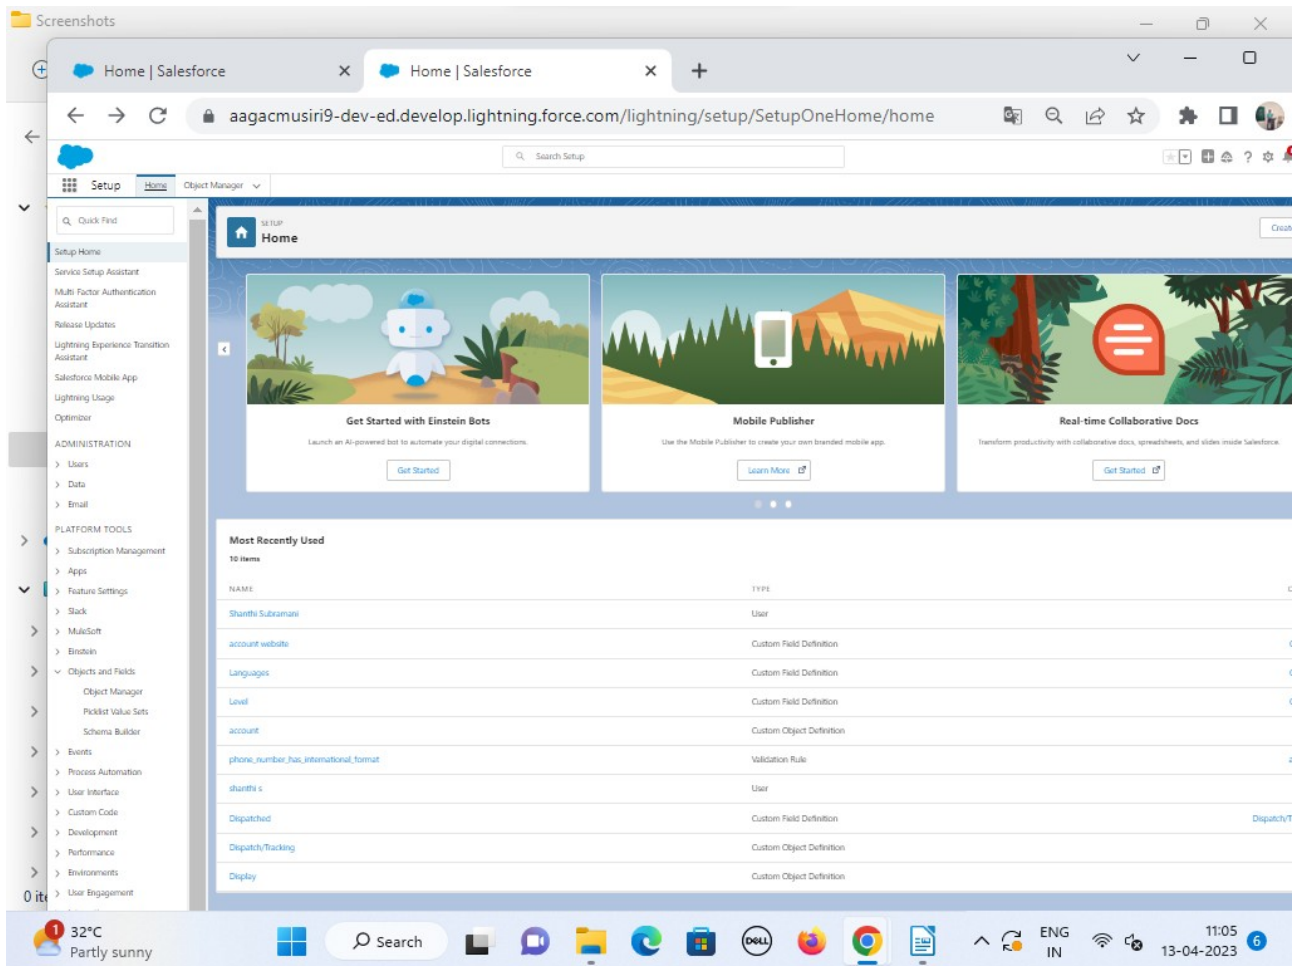 Screenshots
Home | Salesforce
Home | Salesforce
aagacmusiri9-dev-ed.develop.lightning.force.com/lightning/setup/SetupOneHome/home
Search Setup
Setup Home Object Manager
Quick Find
Setup Home
Service Setup Assistant
Multi-Factor Authentication
Assistant
Release Updates
Lightning Experience Transition
Assistant
Salesforce Mobile App
Lightning Usage
Optimizer
ADMINISTRATION
Users
Data
Email
PLATFORM TOOLS
Subscription Management
Apps
Feature Settings
Slack
MuleSoft
Einstein
Objects and Fields
Object Manager
Picklist Value Sets
Schema Builder
Events
Process Automation
User Interface
Custom Code
Development
Performance
Environments
User Engagement
SETUP
Home
Creat
Get Started with Einstein Bots
Launch an AI-powered bot to automate your digital connections.
Get Started
Mobile Publisher
Use the Mobile Publisher to create your own branded mobile app.
Learn More
Real-time Collaborative Docs
Transform productivity with collaborative docs, spreadsheets, and slides inside Salesforce.
Get Started
Most Recently Used
10 items
NAME TYPE
Shanthi Subramani User
account website Custom Field Definition
Languages Custom Field Definition
Level Custom Field Definition
account Custom Object Definition
phone_number_has_international_format Validation Rule
shanthi s User
Dispatched Custom Field Definition Dispatch/T
Dispatch/Tracking Custom Object Definition
Display Custom Object Definition
0 ite
1
32°C
Partly sunny
Search
DELL
ENG
IN
11:05
13-04-2023
6